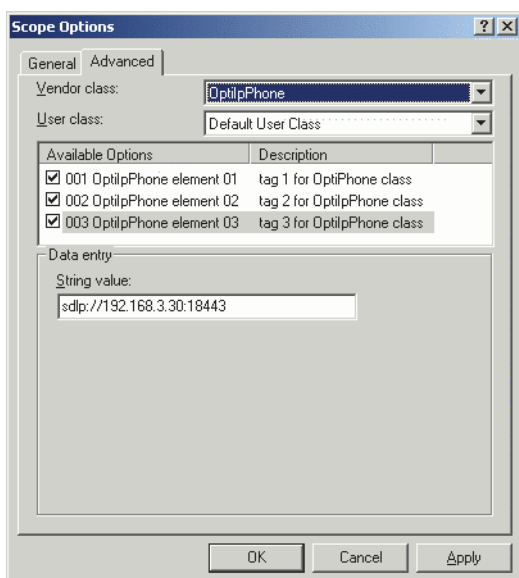 Scope Options
General Advanced
Vendor class: OptiIpPhone
User class: Default User Class
Available Options Description
001 OptiIpPhone element 01 tag 1 for OptiPhone class
002 OptiIpPhone element 02 tag 2 for OptiIpPhone class
003 OptiIpPhone element 03 tag 3 for OptiIpPhone class
Data entry
String value:
sdlp://192.168.3.30:18443
OK Cancel Apply